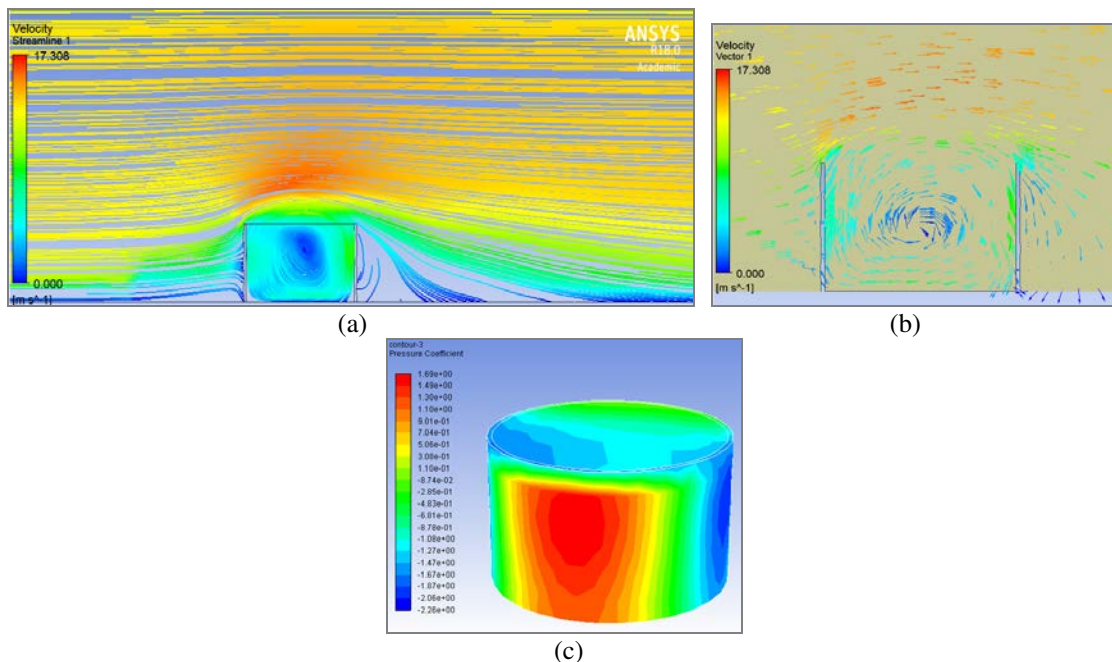 Velocity
Streamline 1
17.308
0.000
[m s^-1]
ANSYS
R18.0
Academic
(a)
Velocity
Vector 1
17.308
0.000
[m s^-1]
(b)
contour-3
Pressure Coefficient
1.69e+00
1.49e+00
1.30e+00
1.10e+00
9.01e-01
7.04e-01
5.06e-01
3.08e-01
1.10e-01
-8.74e-02
-2.85e-01
-4.83e-01
-6.81e-01
-8.78e-01
-1.08e+00
-1.27e+00
-1.47e+00
-1.67e+00
-1.87e+00
-2.06e+00
-2.26e+00
(c)